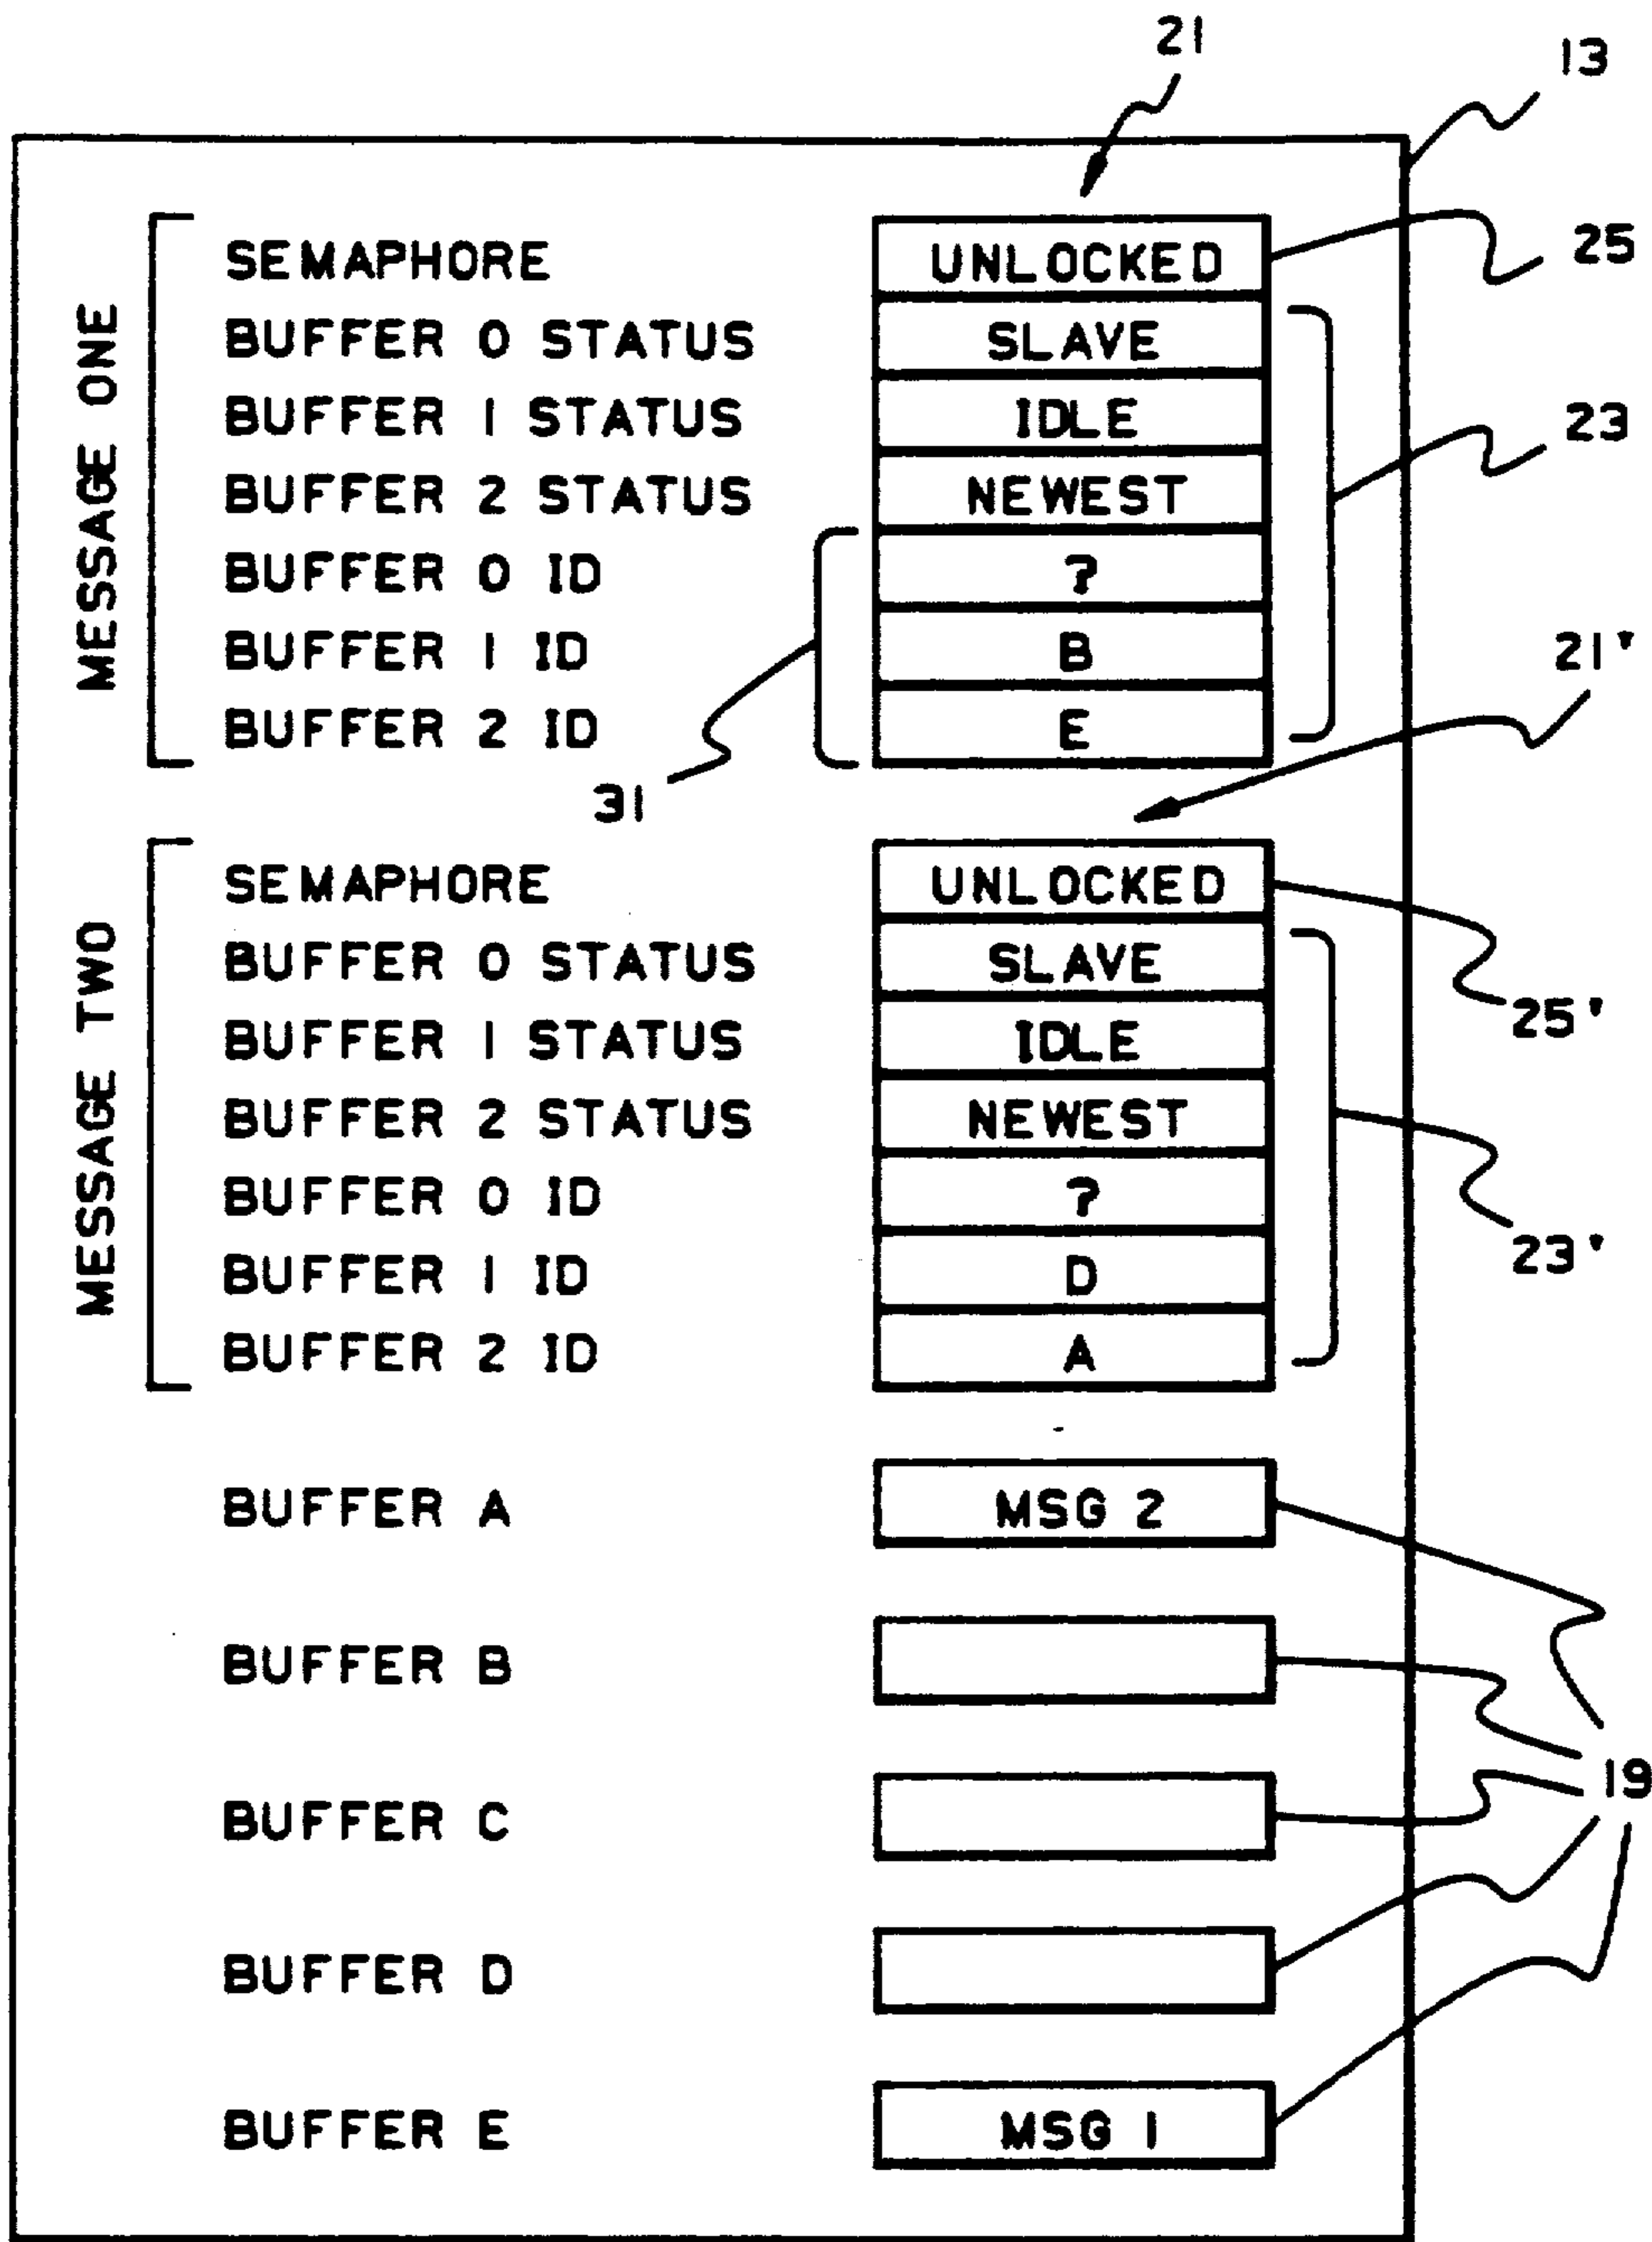 21
13
MESSAGE ONE
SEMAPHORE UNLOCKED 25
BUFFER 0 STATUS SLAVE
BUFFER 1 STATUS IDLE 23
BUFFER 2 STATUS NEWEST
BUFFER 0 ID ?
BUFFER 1 ID B 21'
BUFFER 2 ID E
31
MESSAGE TWO
SEMAPHORE UNLOCKED
BUFFER 0 STATUS SLAVE 25'
BUFFER 1 STATUS IDLE
BUFFER 2 STATUS NEWEST
BUFFER 0 ID ? 23'
BUFFER 1 ID D
BUFFER 2 ID A
BUFFER A MSG 2
BUFFER B
19
BUFFER C
BUFFER D
BUFFER E MSG 1